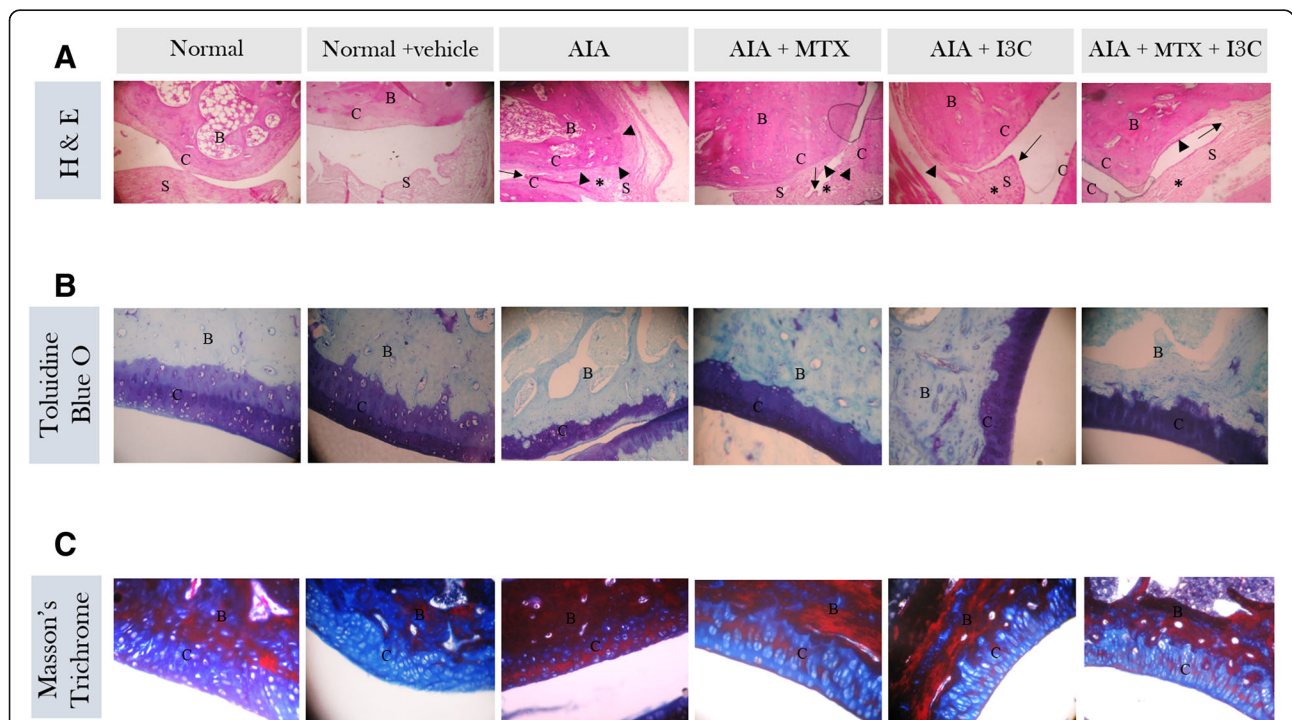 A
Normal
Normal +vehicle
AIA
AIA + MTX
AIA + I3C
AIA + MTX + I3C
H & E
B
C
S
B
C
S
B
C
C
*
S
B
C
C
S
*
B
C
S
C
*
B
C
C
S
*
B
Toluidine
Blue O
B
C
B
C
B
C
B
C
B
C
B
C
C
Masson's
Trichrome
B
C
B
C
B
C
B
C
B
C
B
C